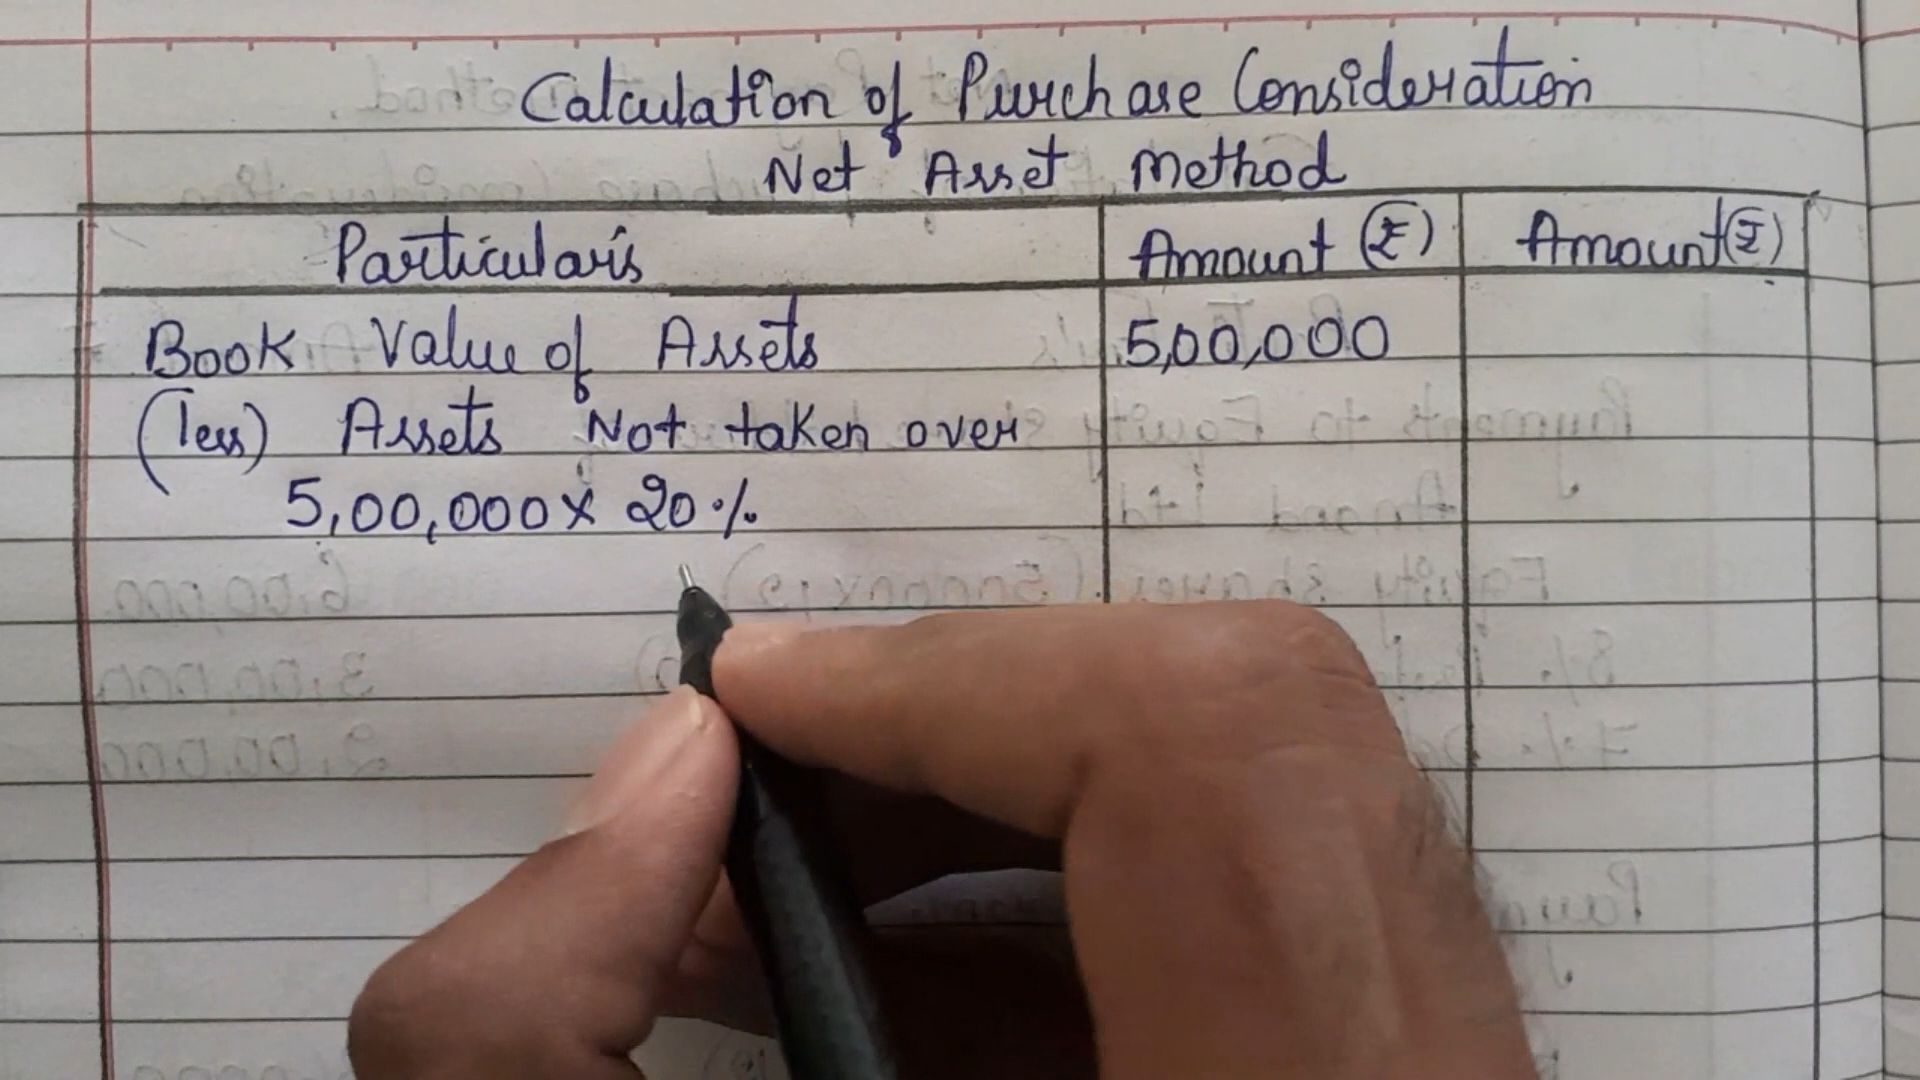 Calculation of Purchase Consideration
Net Asset Method
Particulars Amount (₹) Amount (₹)
Book Value of Assets 5,00,000
(less) Assets Not taken over
5,00,000 x 20%